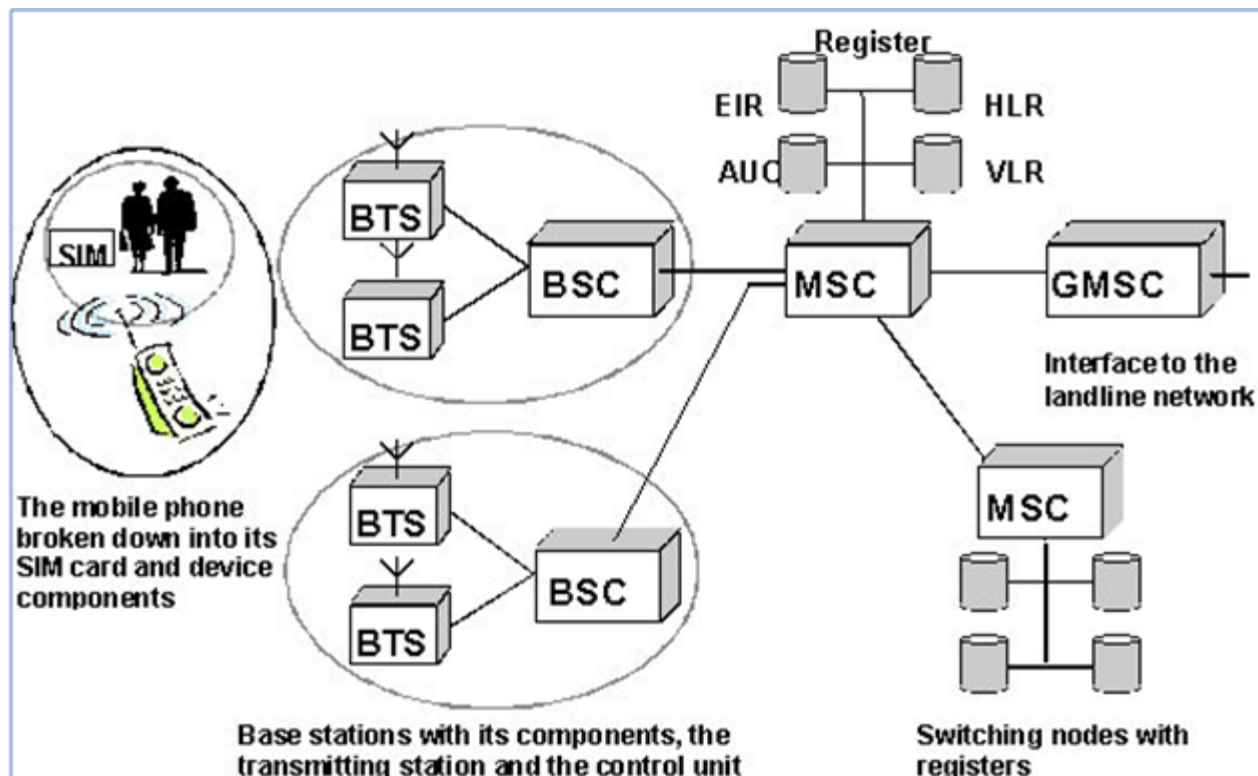 Register
EIR
HLR
AUC
VLR
BTS
BTS
BSC
MSC
GMSC
SIM
Interface to the
landline network
BTS
BTS
BSC
MSC
The mobile phone
broken down into its
SIM card and device
components
Base stations with its components, the
transmitting station and the control unit
Switching nodes with
registers